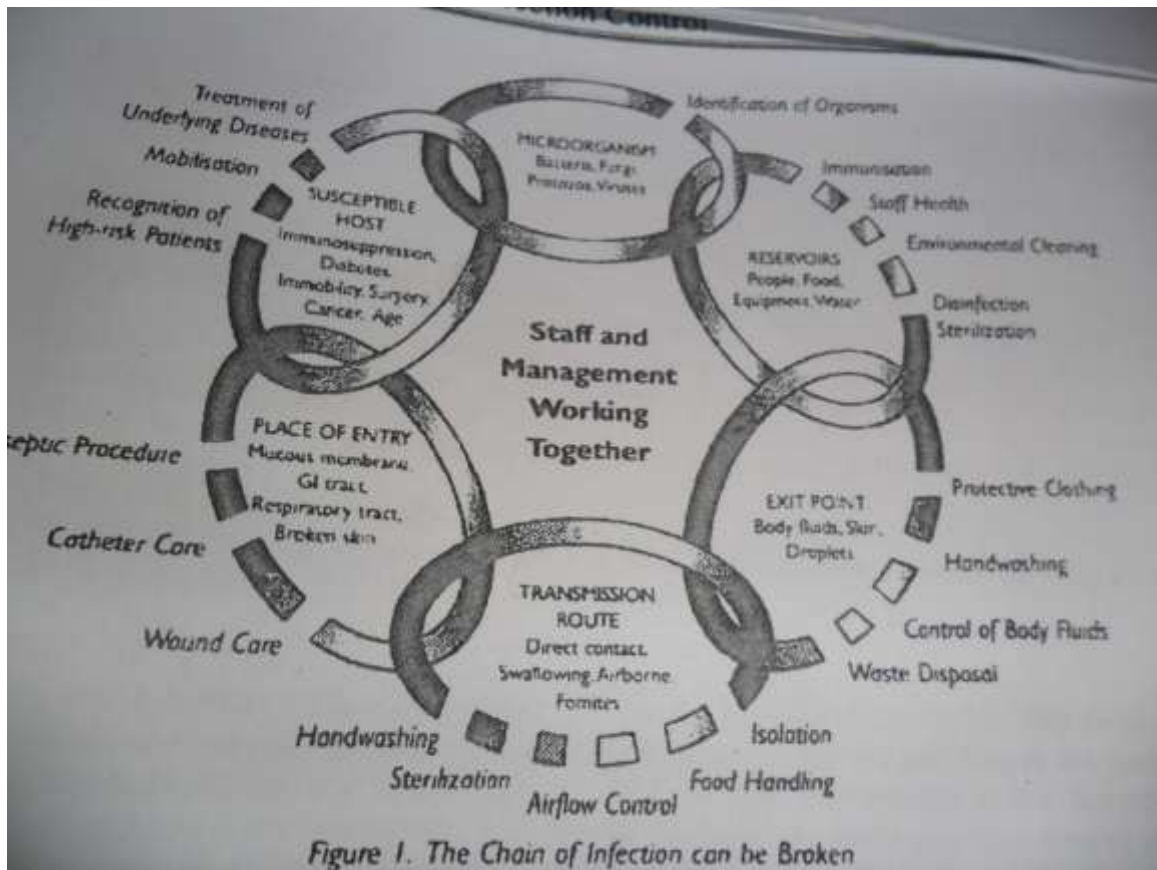 Infection Control
Identification of Organisms
MICROORGANISM
Bacteria, Fungi
Protozoa, Viruses
Immunisation
Staff Health
Environmental Cleaning
Disinfection
Sterilization
RESERVOIRS
People, Food,
Equipment, Water
Protective Clothing
Handwashing
Control of Body Fluids
Waste Disposal
EXIT POINT
Body fluids, Skin,
Droplets
Isolation
Food Handling
Airflow Control
Sterilization
Handwashing
TRANSMISSION
ROUTE
Direct contact,
Swallowing, Airborne,
Fomites
Wound Care
Catheter Care
septic Procedure
PLACE OF ENTRY
Mucous membrane,
GI tract,
Respiratory tract,
Broken skin
Recognition of
High-risk Patients
Mobilisation
Treatment of
Underlying Diseases
SUSCEPTIBLE
HOST
Immunosuppression,
Diabetes,
Immobility, Surgery,
Cancer, Age
Staff and
Management
Working
Together
Figure 1. The Chain of Infection can be Broken